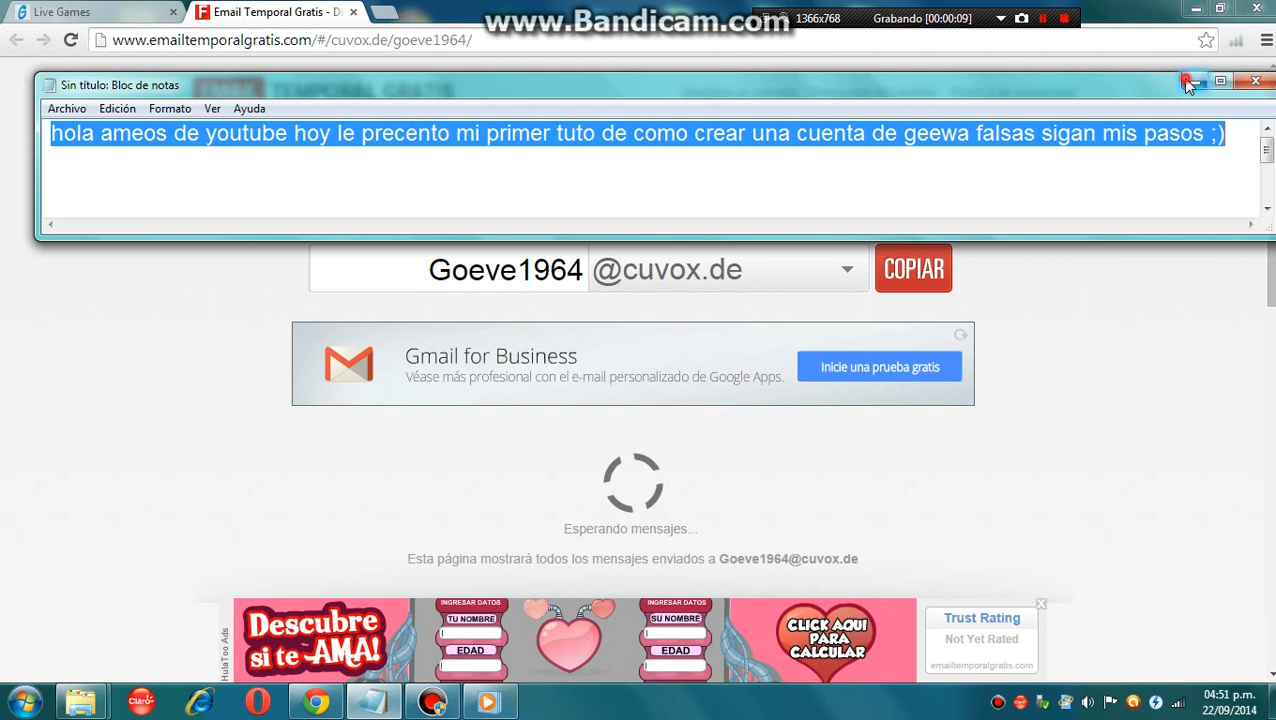 Live Games
Email Temporal Gratis - D
www.Bandicam.com
1366x768
Grabando [00:00:09]
www.emailtemporalgratis.com/#/cuvox.de/goeve1964/
Sin título: Bloc de notas
Archivo Edición Formato Ver Ayuda
hola ameos de youtube hoy le precento mi primer tuto de como crear una cuenta de geewa falsas sigan mis pasos ;)
Goeve1964 @cuvox.de COPIAR
Gmail for Business
Véase más profesional con el e-mail personalizado de Google Apps.
Inicie una prueba gratis
Esperando mensajes...
Esta página mostrará todos los mensajes enviados a Goeve1964@cuvox.de
HulaToo Ads
Descubre
si te AMA!
INGRESAR DATOS
TU NOMBRE
EDAD
INGRESAR DATOS
SU NOMBRE
EDAD
CLICK AQUI
PARA
CALCULAR
Trust Rating
Not Yet Rated
emailtemporalgratis.com
Claro
04:51 p.m.
22/09/2014